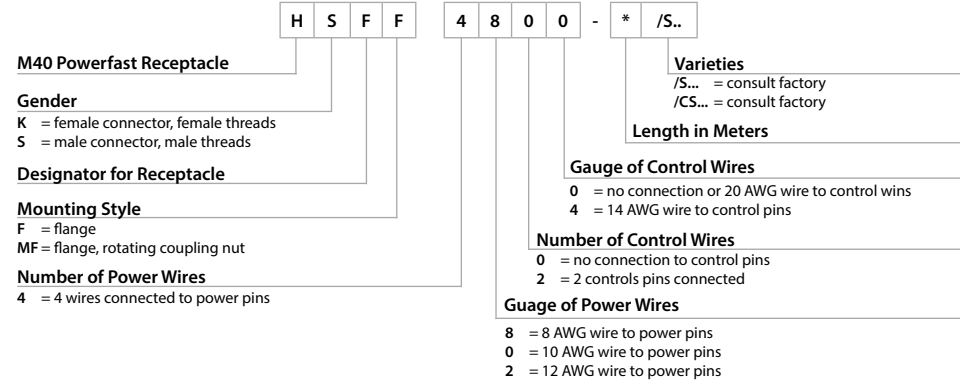 H S F F 4 8 0 0 - * /S..
M40 Powerfast Receptacle
Gender
K = female connector, female threads
S = male connector, male threads
Designator for Receptacle
Mounting Style
F = flange
MF = flange, rotating coupling nut
Number of Power Wires
4 = 4 wires connected to power pins
Varieties
/S... = consult factory
/CS... = consult factory
Length in Meters
Gauge of Control Wires
0 = no connection or 20 AWG wire to control wins
4 = 14 AWG wire to control pins
Number of Control Wires
0 = no connection to control pins
2 = 2 controls pins connected
Guage of Power Wires
8 = 8 AWG wire to power pins
0 = 10 AWG wire to power pins
2 = 12 AWG wire to power pins